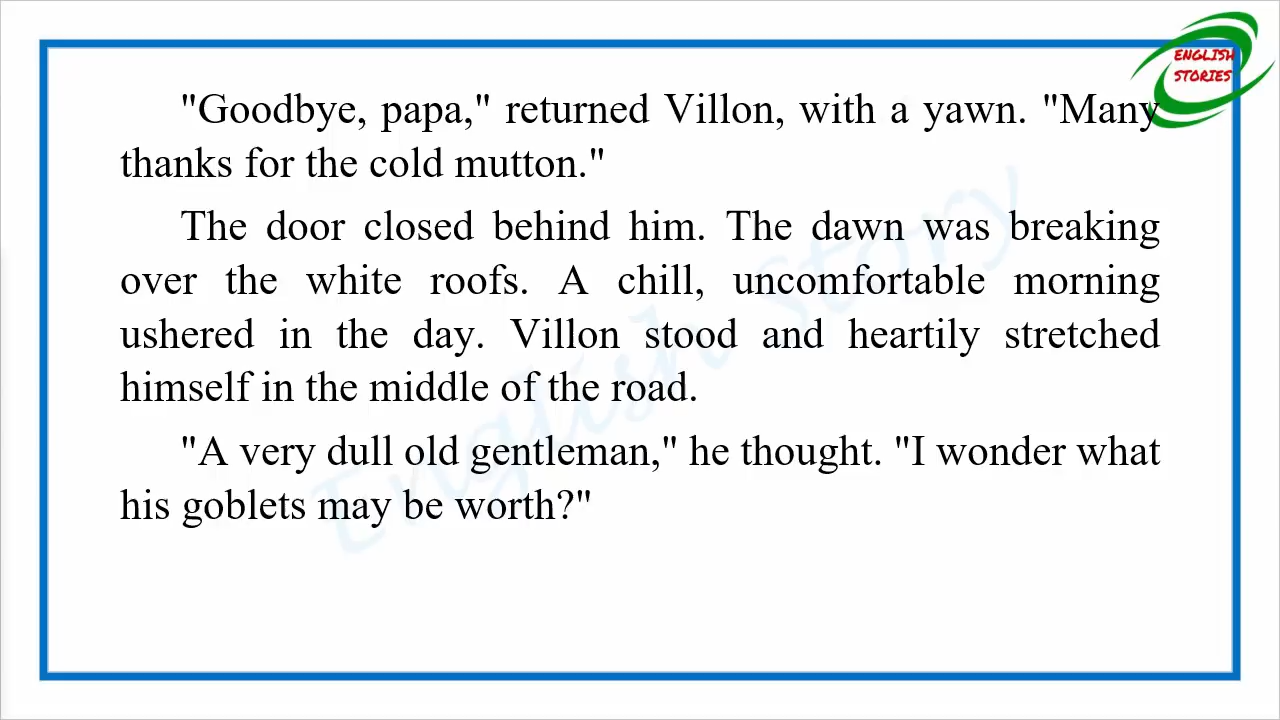 ENGLISH
STORIES
"Goodbye, papa," returned Villon, with a yawn. "Many
thanks for the cold mutton."
The door closed behind him. The dawn was breaking
over the white roofs. A chill, uncomfortable morning
ushered in the day. Villon stood and heartily stretched
himself in the middle of the road.
"A very dull old gentleman," he thought. "I wonder what
his goblets may be worth?"
English Story